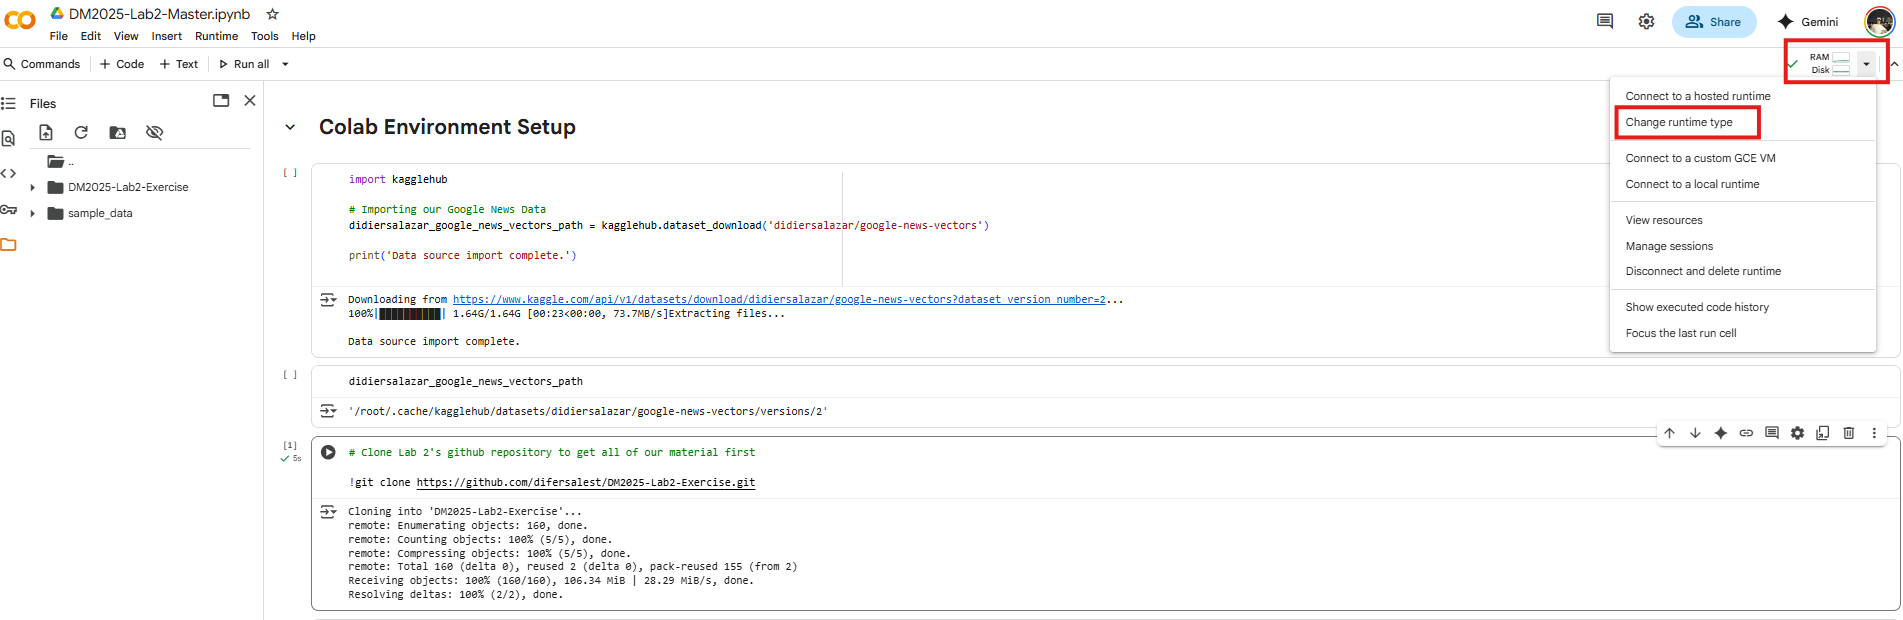 DM2025-Lab2-Master.ipynb
File Edit View Insert Runtime Tools Help
Share
Gemini
Commands + Code + Text Run all
RAM
Disk
Files
..
DM2025-Lab2-Exercise
sample_data
Colab Environment Setup
[ ]
import kagglehub
# Importing our Google News Data
didiersalazar_google_news_vectors_path = kagglehub.dataset_download('didiersalazar/google-news-vectors')
print('Data source import complete.')
Downloading from https://www.kaggle.com/api/v1/datasets/download/didiersalazar/google-news-vectors?dataset_version_number=2...
100%|██████████| 1.64G/1.64G [00:23<00:00, 73.7MB/s]Extracting files...
Data source import complete.
[ ]
didiersalazar_google_news_vectors_path
'/root/.cache/kagglehub/datasets/didiersalazar/google-news-vectors/versions/2'
[1]
5s
# Clone Lab 2's github repository to get all of our material first
!git clone https://github.com/difersalest/DM2025-Lab2-Exercise.git
Cloning into 'DM2025-Lab2-Exercise'...
remote: Enumerating objects: 160, done.
remote: Counting objects: 100% (5/5), done.
remote: Compressing objects: 100% (5/5), done.
remote: Total 160 (delta 0), reused 2 (delta 0), pack-reused 155 (from 2)
Receiving objects: 100% (160/160), 106.34 MiB | 28.29 MiB/s, done.
Resolving deltas: 100% (2/2), done.
Connect to a hosted runtime
Change runtime type
Connect to a custom GCE VM
Connect to a local runtime
View resources
Manage sessions
Disconnect and delete runtime
Show executed code history
Focus the last run cell